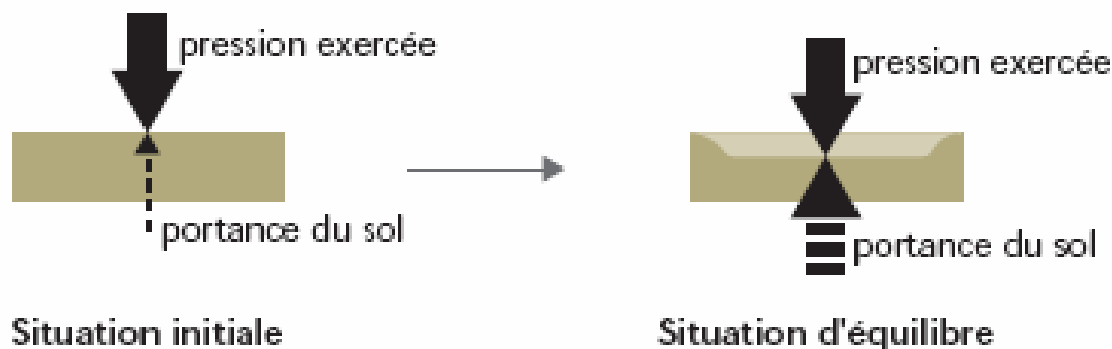 pression exercée
pression exercée
portance du sol
portance du sol
Situation initiale
Situation d'équilibre